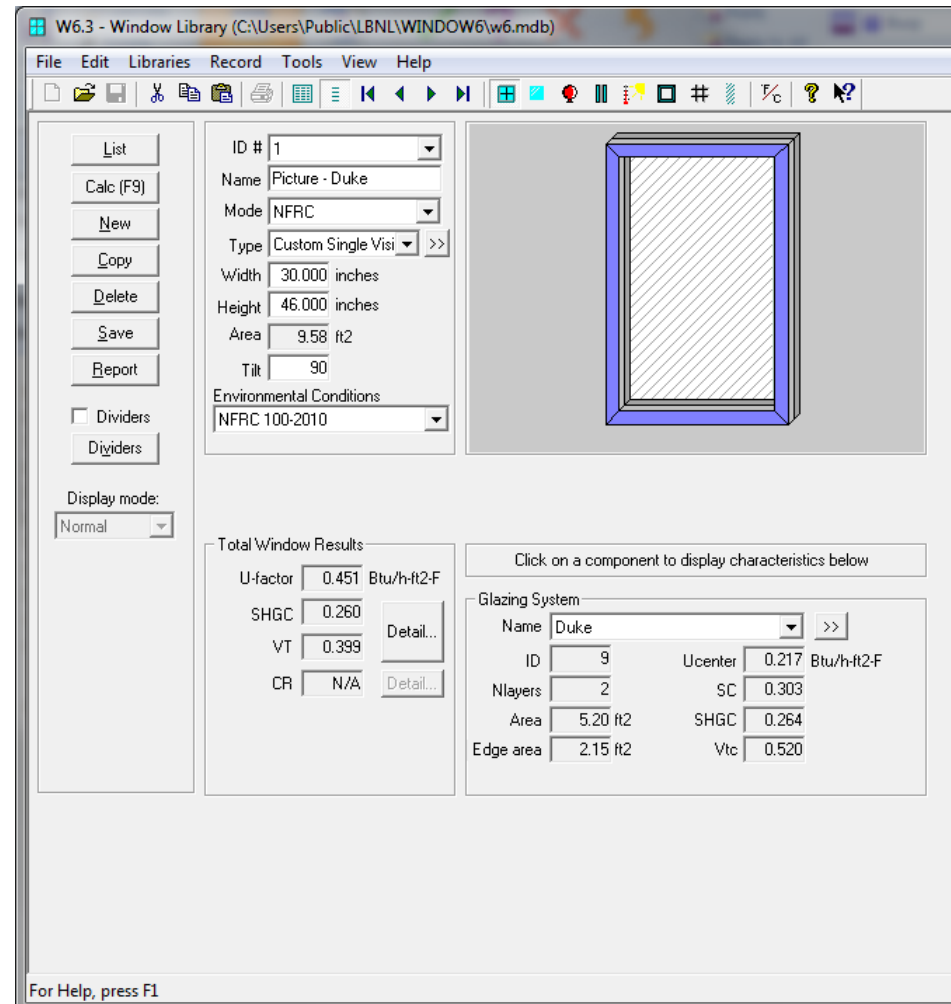 W6.3 - Window Library (C:\Users\Public\LBNL\WINDOW6\w6.mdb)
File Edit Libraries Record Tools View Help
F/C ? ?
List
Calc (F9)
New
Copy
Delete
Save
Report
Dividers
Dividers
Display mode:
Normal
ID # 1
Name Picture - Duke
Mode NFRC
Type Custom Single Visi >>
Width 30.000 inches
Height 46.000 inches
Area 9.58 ft2
Tilt 90
Environmental Conditions
NFRC 100-2010
Total Window Results
U-factor 0.451 Btu/h-ft2-F
SHGC 0.260
Detail...
VT 0.399
CR N/A Detail...
Click on a component to display characteristics below
Glazing System
Name Duke >>
ID 9 Ucenter 0.217 Btu/h-ft2-F
Nlayers 2 SC 0.303
Area 5.20 ft2 SHGC 0.264
Edge area 2.15 ft2 Vtc 0.520
For Help, press F1